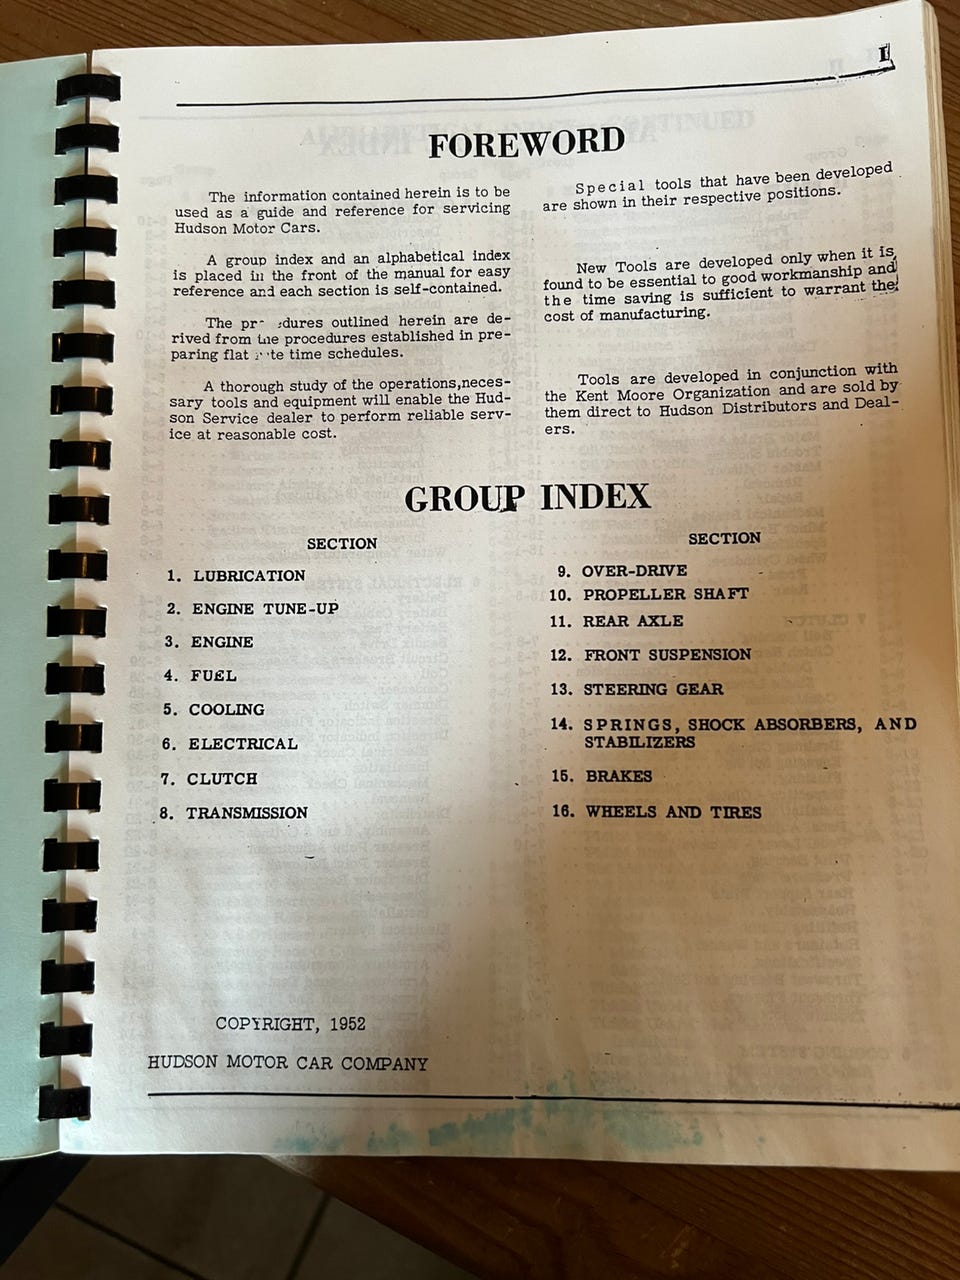 I
FOREWORD
The information contained herein is to be
used as a guide and reference for servicing
Hudson Motor Cars.
A group index and an alphabetical index
is placed in the front of the manual for easy
reference and each section is self-contained.
The pr dures outlined herein are de-
rived from the procedures established in pre-
paring flat te time schedules.
A thorough study of the operations,neces-
sary tools and equipment will enable the Hud-
son Service dealer to perform reliable serv-
ice at reasonable cost.
Special tools that have been developed
are shown in their respective positions.
New Tools are developed only when it is
found to be essential to good workmanship and
the time saving is sufficient to warrant the
cost of manufacturing.
Tools are developed in conjunction with
the Kent Moore Organization and are sold by
them direct to Hudson Distributors and Deal-
ers.
GROUP INDEX
SECTION
1. LUBRICATION
2. ENGINE TUNE-UP
3. ENGINE
4. FUEL
5. COOLING
6. ELECTRICAL
7. CLUTCH
8. TRANSMISSION
SECTION
9. OVER-DRIVE
10. PROPELLER SHAFT
11. REAR AXLE
12. FRONT SUSPENSION
13. STEERING GEAR
14. SPRINGS, SHOCK ABSORBERS, AND
STABILIZERS
15. BRAKES
16. WHEELS AND TIRES
COPYRIGHT, 1952
HUDSON MOTOR CAR COMPANY